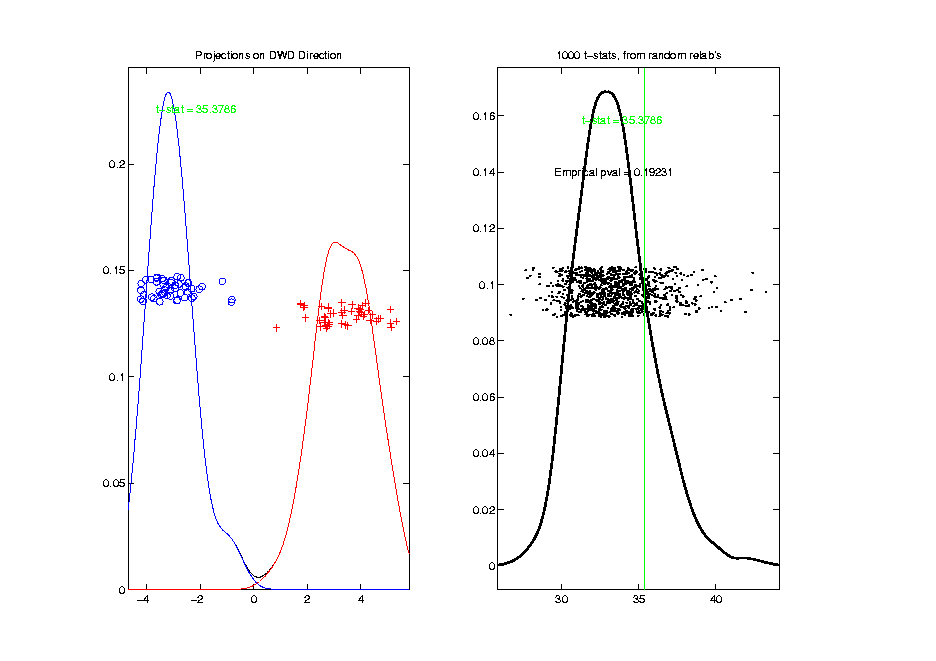 Projections on DWD Direction
t-stat = 35.3786
0.2
0.15
0.1
0.05
0
-4 -2 0 2 4
1000 t-stats, from random relab's
t-stat = 35.3786
Empirical pval = 0.19231
0.16
0.14
0.12
0.1
0.08
0.06
0.04
0.02
0
30 35 40